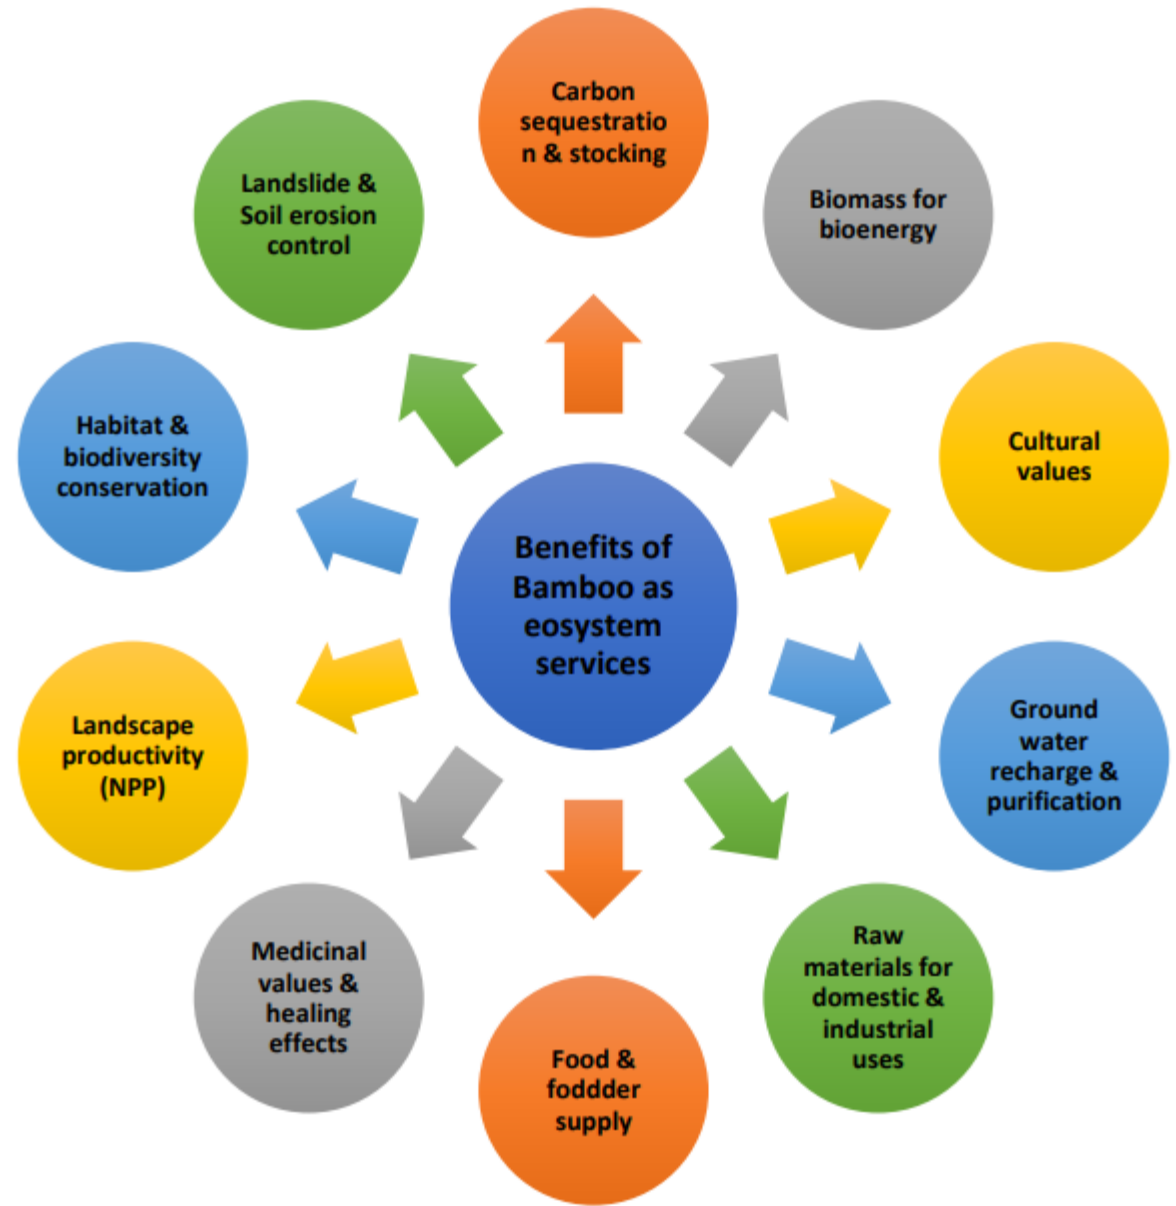 Carbon
sequestratio
n & stocking
Biomass for
bioenergy
Cultural
values
Ground
water
recharge &
purification
Raw
materials for
domestic &
industrial
uses
Food &
foddder
supply
Medicinal
values &
healing
effects
Landscape
productivity
(NPP)
Habitat &
biodiversity
conservation
Landslide &
Soil erosion
control
Benefits of
Bamboo as
eosystem
services